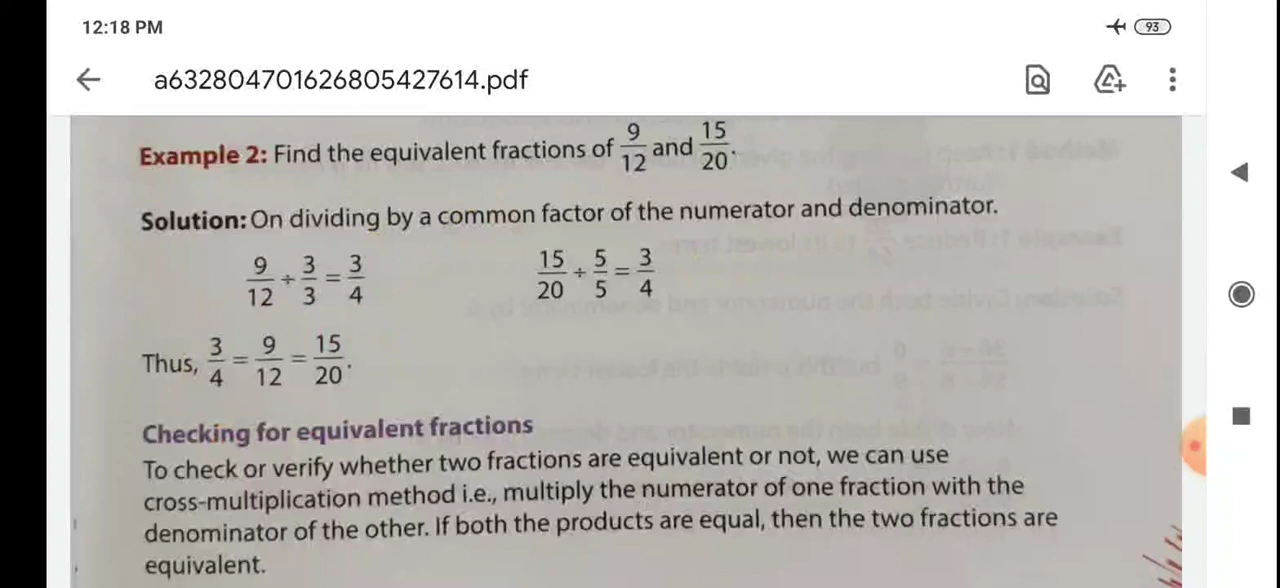 12:18 PM
93
a632804701626805427614.pdf
Example 2: Find the equivalent fractions of 9/12 and 15/20.
Solution: On dividing by a common factor of the numerator and denominator.
9/12 ÷ 3/3 = 3/4 15/20 ÷ 5/5 = 3/4
Thus, 3/4 = 9/12 = 15/20.
Checking for equivalent fractions
To check or verify whether two fractions are equivalent or not, we can use
cross-multiplication method i.e., multiply the numerator of one fraction with the
denominator of the other. If both the products are equal, then the two fractions are
equivalent.